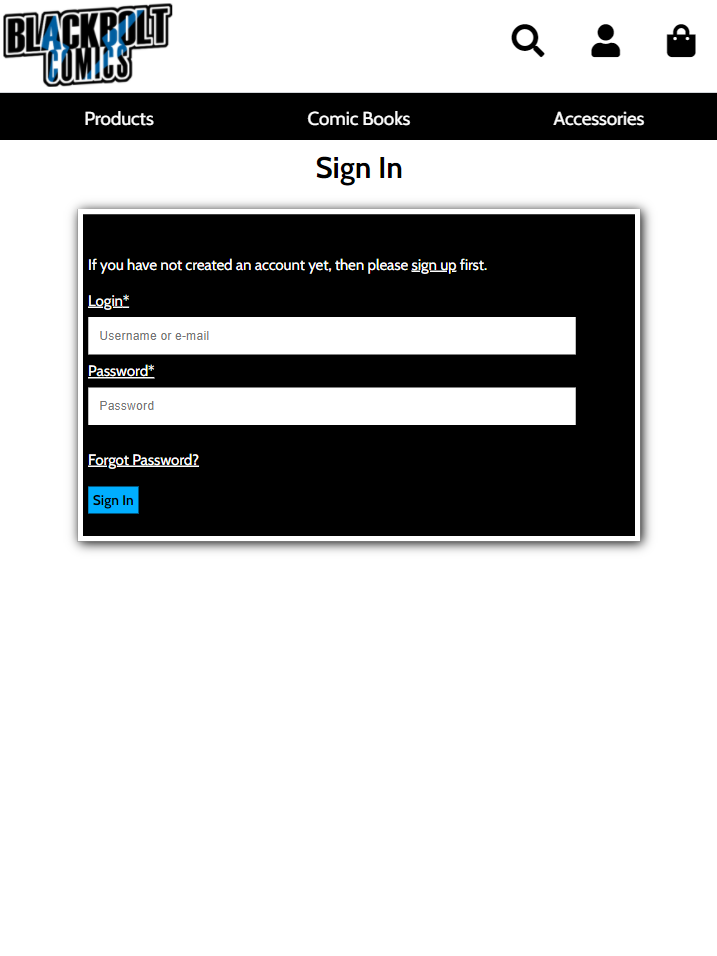 BLACKBOLT
COMICS
Products Comic Books Accessories
Sign In
If you have not created an account yet, then please sign up first.
Login*
Username or e-mail
Password*
Password
Forgot Password?
Sign In